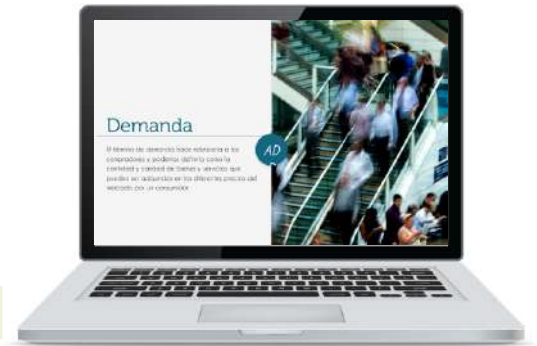 Demanda
El término de demanda hace referencia a los
compradores y podemos definirla como la
cantidad y calidad de bienes y servicios que
pueden ser adquiridos en los diferentes precios del
mercado por un consumidor
AD